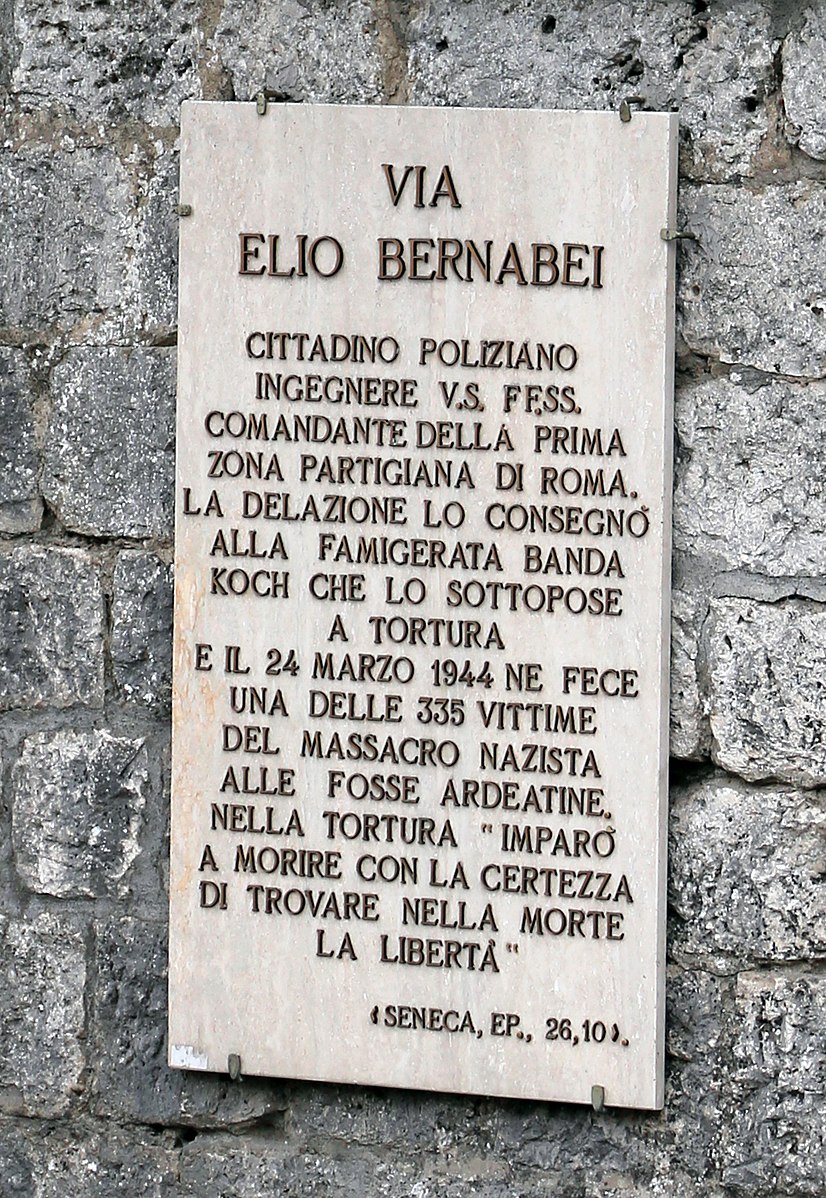 VIA
ELIO BERNABEI
CITTADINO POLIZIANO
INGEGNERE V.S. FF.SS.
COMANDANTE DELLA PRIMA
ZONA PARTIGIANA DI ROMA.
LA DELAZIONE LO CONSEGNÒ
ALLA FAMIGERATA BANDA
KOCH CHE LO SOTTOPOSE
A TORTURA
E IL 24 MARZO 1944 NE FECE
UNA DELLE 335 VITTIME
DEL MASSACRO NAZISTA
ALLE FOSSE ARDEATINE.
NELLA TORTURA "IMPARÒ
A MORIRE CON LA CERTEZZA
DI TROVARE NELLA MORTE
LA LIBERTÀ"
(SENECA, EP., 26,10).